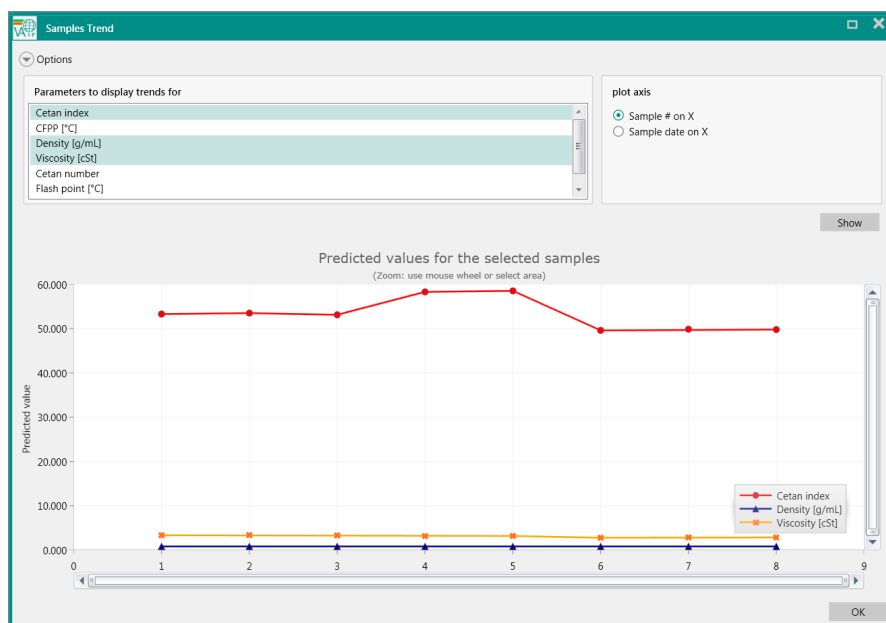 Samples Trend
Options
Parameters to display trends for
Cetan index
CFPP [°C]
Density [g/mL]
Viscosity [cSt]
Cetan number
Flash point [°C]
plot axis
Sample # on X
Sample date on X
Show
Predicted values for the selected samples
(Zoom: use mouse wheel or select area)
Predicted value
60.000
50.000
40.000
30.000
20.000
10.000
0.000
0 1 2 3 4 5 6 7 8 9
Cetan index
Density [g/mL]
Viscosity [cSt]
OK